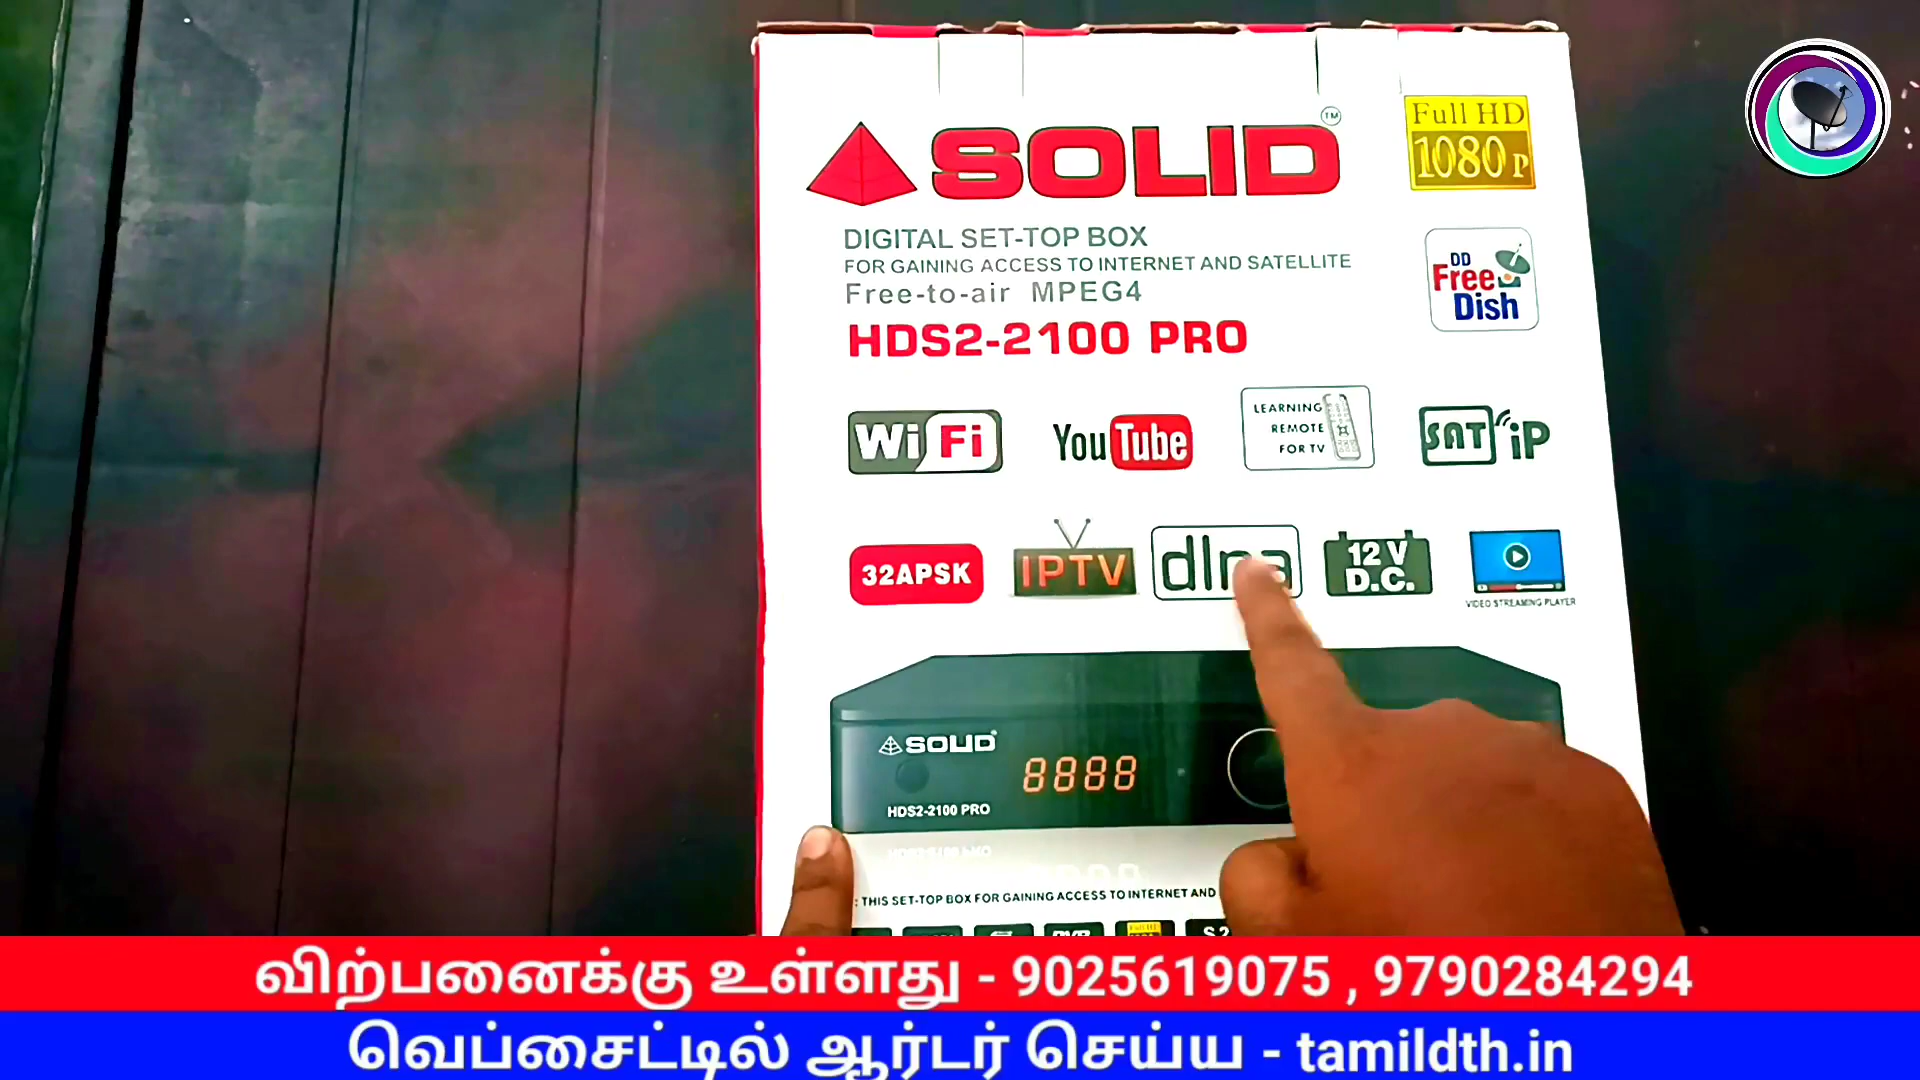 SOLID
TM
Full HD
1080 P
DIGITAL SET-TOP BOX
FOR GAINING ACCESS TO INTERNET AND SATELLITE
Free-to-air MPEG4
HDS2-2100 PRO
DD
Free
Dish
WiFi
YouTube
LEARNING
REMOTE
FOR TV
SAT iP
32APSK
IPTV
dlna
12 V
D.C.
VIDEO STREAMING PLAYER
SOLID
8888
HDS2-2100 PRO
: THIS SET-TOP BOX FOR GAINING ACCESS TO INTERNET AND
விற்பனைக்கு உள்ளது - 9025619075 , 9790284294
வெப்சைட்டில் ஆர்டர் செய்ய - tamildth.in